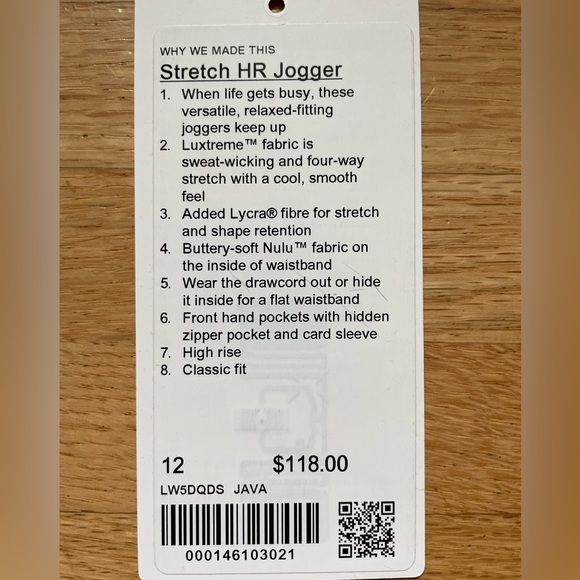 WHY WE MADE THIS
Stretch HR Jogger
1. When life gets busy, these
versatile, relaxed-fitting
joggers keep up
2. Luxtreme™ fabric is
sweat-wicking and four-way
stretch with a cool, smooth
feel
3. Added Lycra® fibre for stretch
and shape retention
4. Buttery-soft Nulu™ fabric on
the inside of waistband
5. Wear the drawcord out or hide
it inside for a flat waistband
6. Front hand pockets with hidden
zipper pocket and card sleeve
7. High rise
8. Classic fit
12 $118.00
LW5DQDS JAVA
000146103021